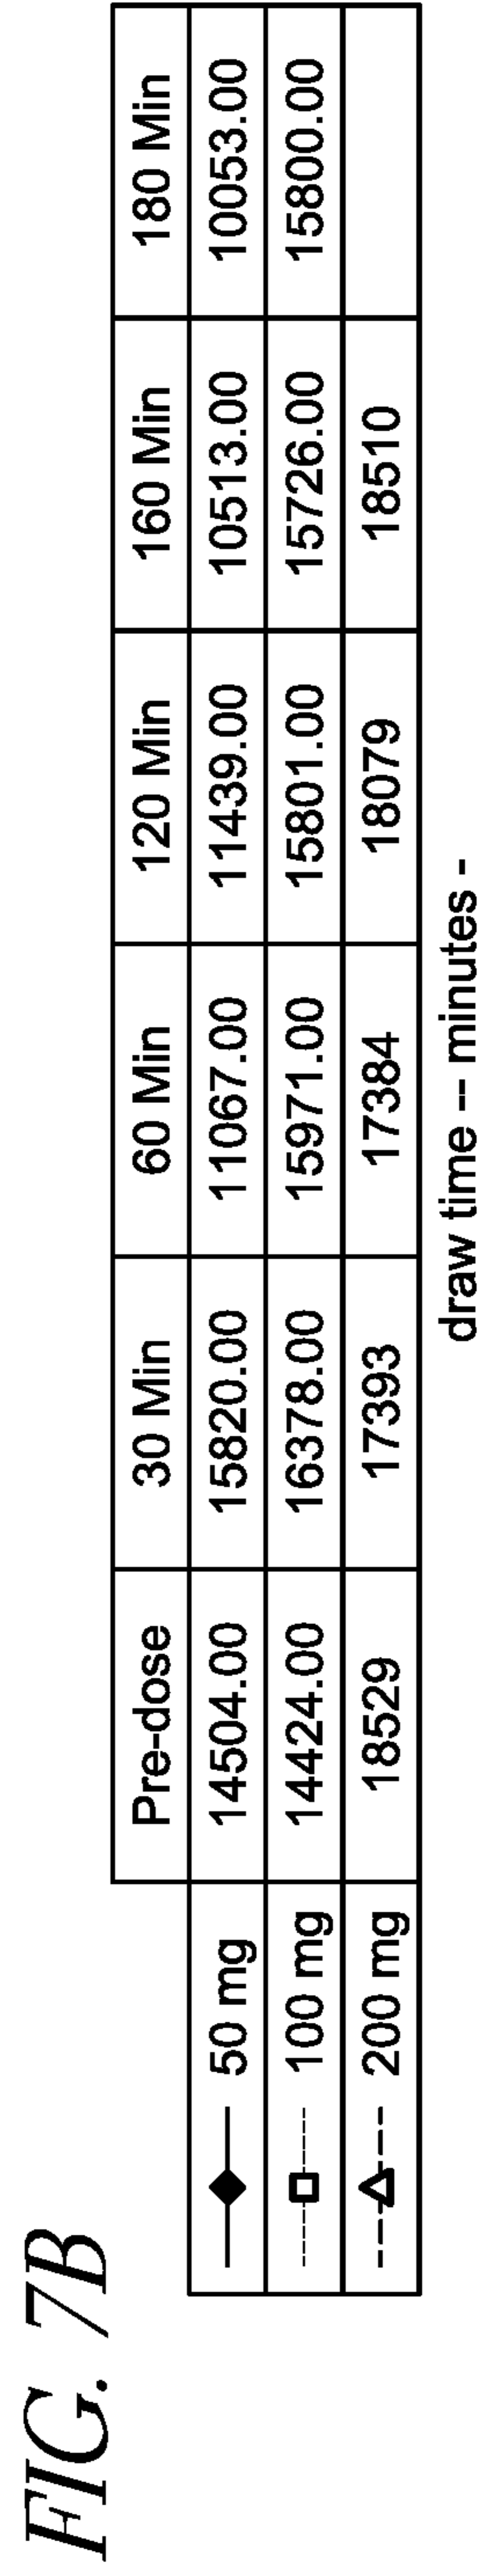 FIG. 7B
Pre-dose 30 Min 60 Min 120 Min 160 Min 180 Min
50 mg 14504.00 15820.00 11067.00 11439.00 10513.00 10053.00
100 mg 14424.00 16378.00 15971.00 15801.00 15726.00 15800.00
200 mg 18529 17393 17384 18079 18510
draw time -- minutes -